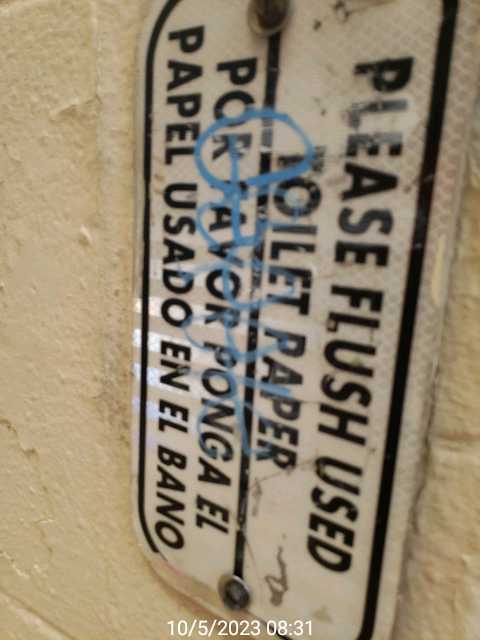 PLEASE FLUSH USED
TOILET PAPER
POR FAVOR PONGA EL
PAPEL USADO EN EL BANO
10/5/2023 08:31